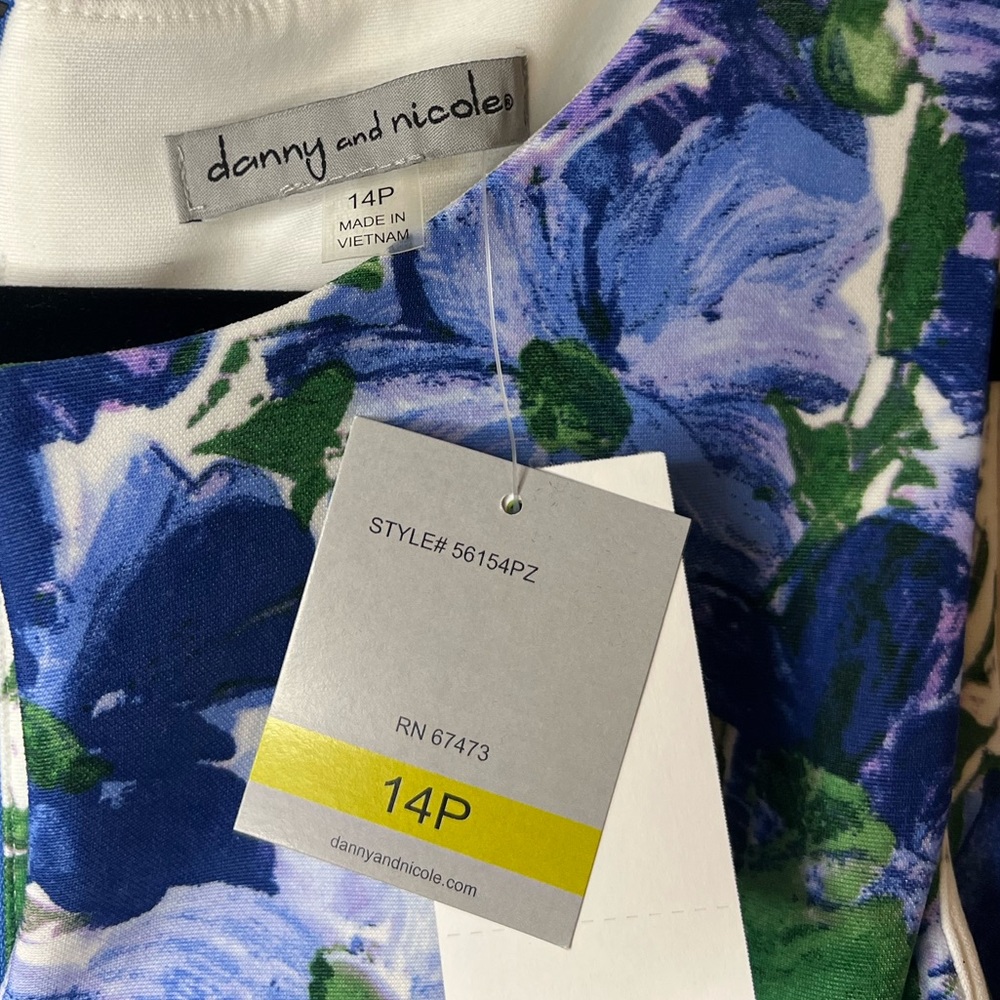 danny and nicole®
14P
MADE IN
VIETNAM
STYLE# 56154PZ
RN 67473
14P
dannyandnicole.com